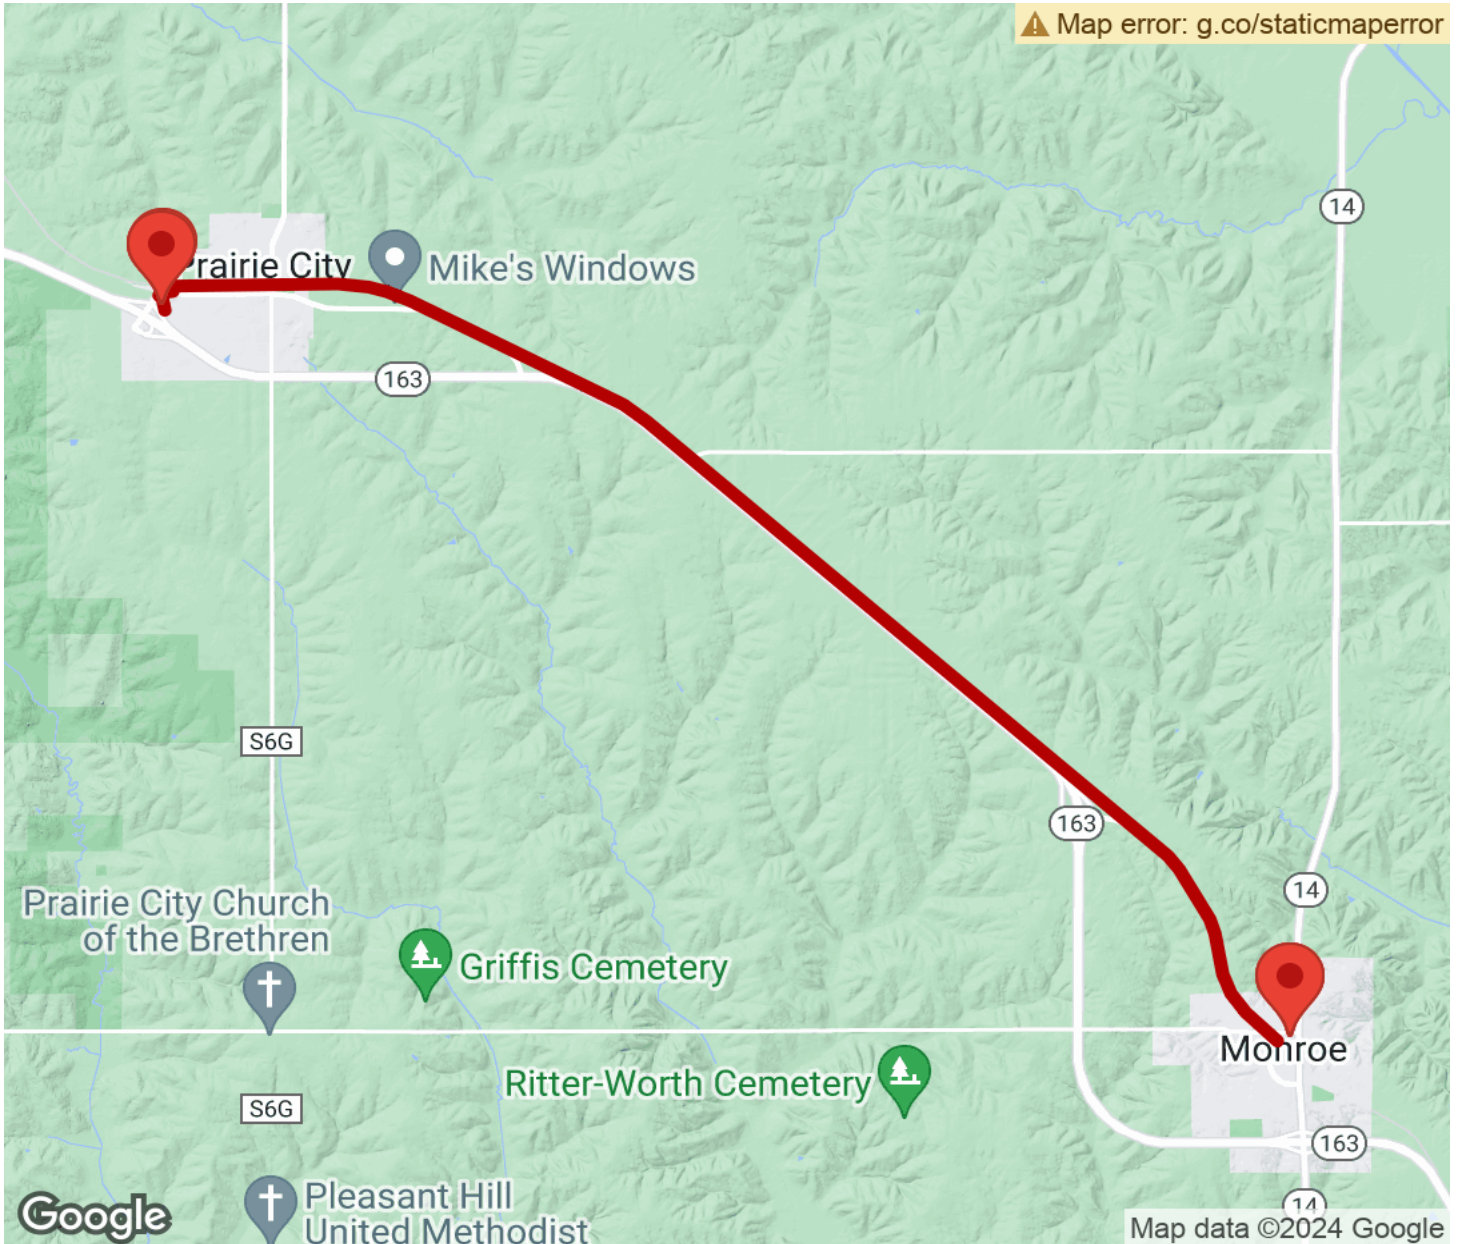 Map error: g.co/staticmaperror
14
Prairie City
Mike's Windows
163
S6G
163
14
Prairie City Church
of the Brethren
Griffis Cemetery
Monroe
Ritter-Worth Cemetery
S6G
163
Pleasant Hill
United Methodist
14
Google
Map data ©2024 Google